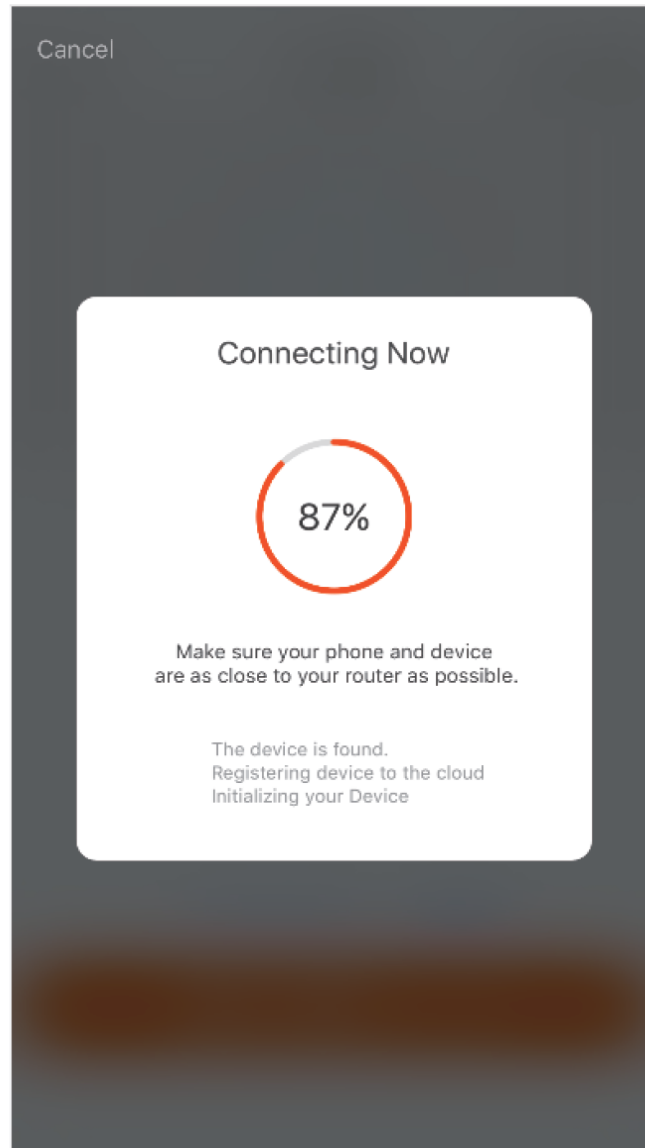 Cancel
Connecting Now
87%
Make sure your phone and device
are as close to your router as possible.
The device is found.
Registering device to the cloud
Initializing your Device